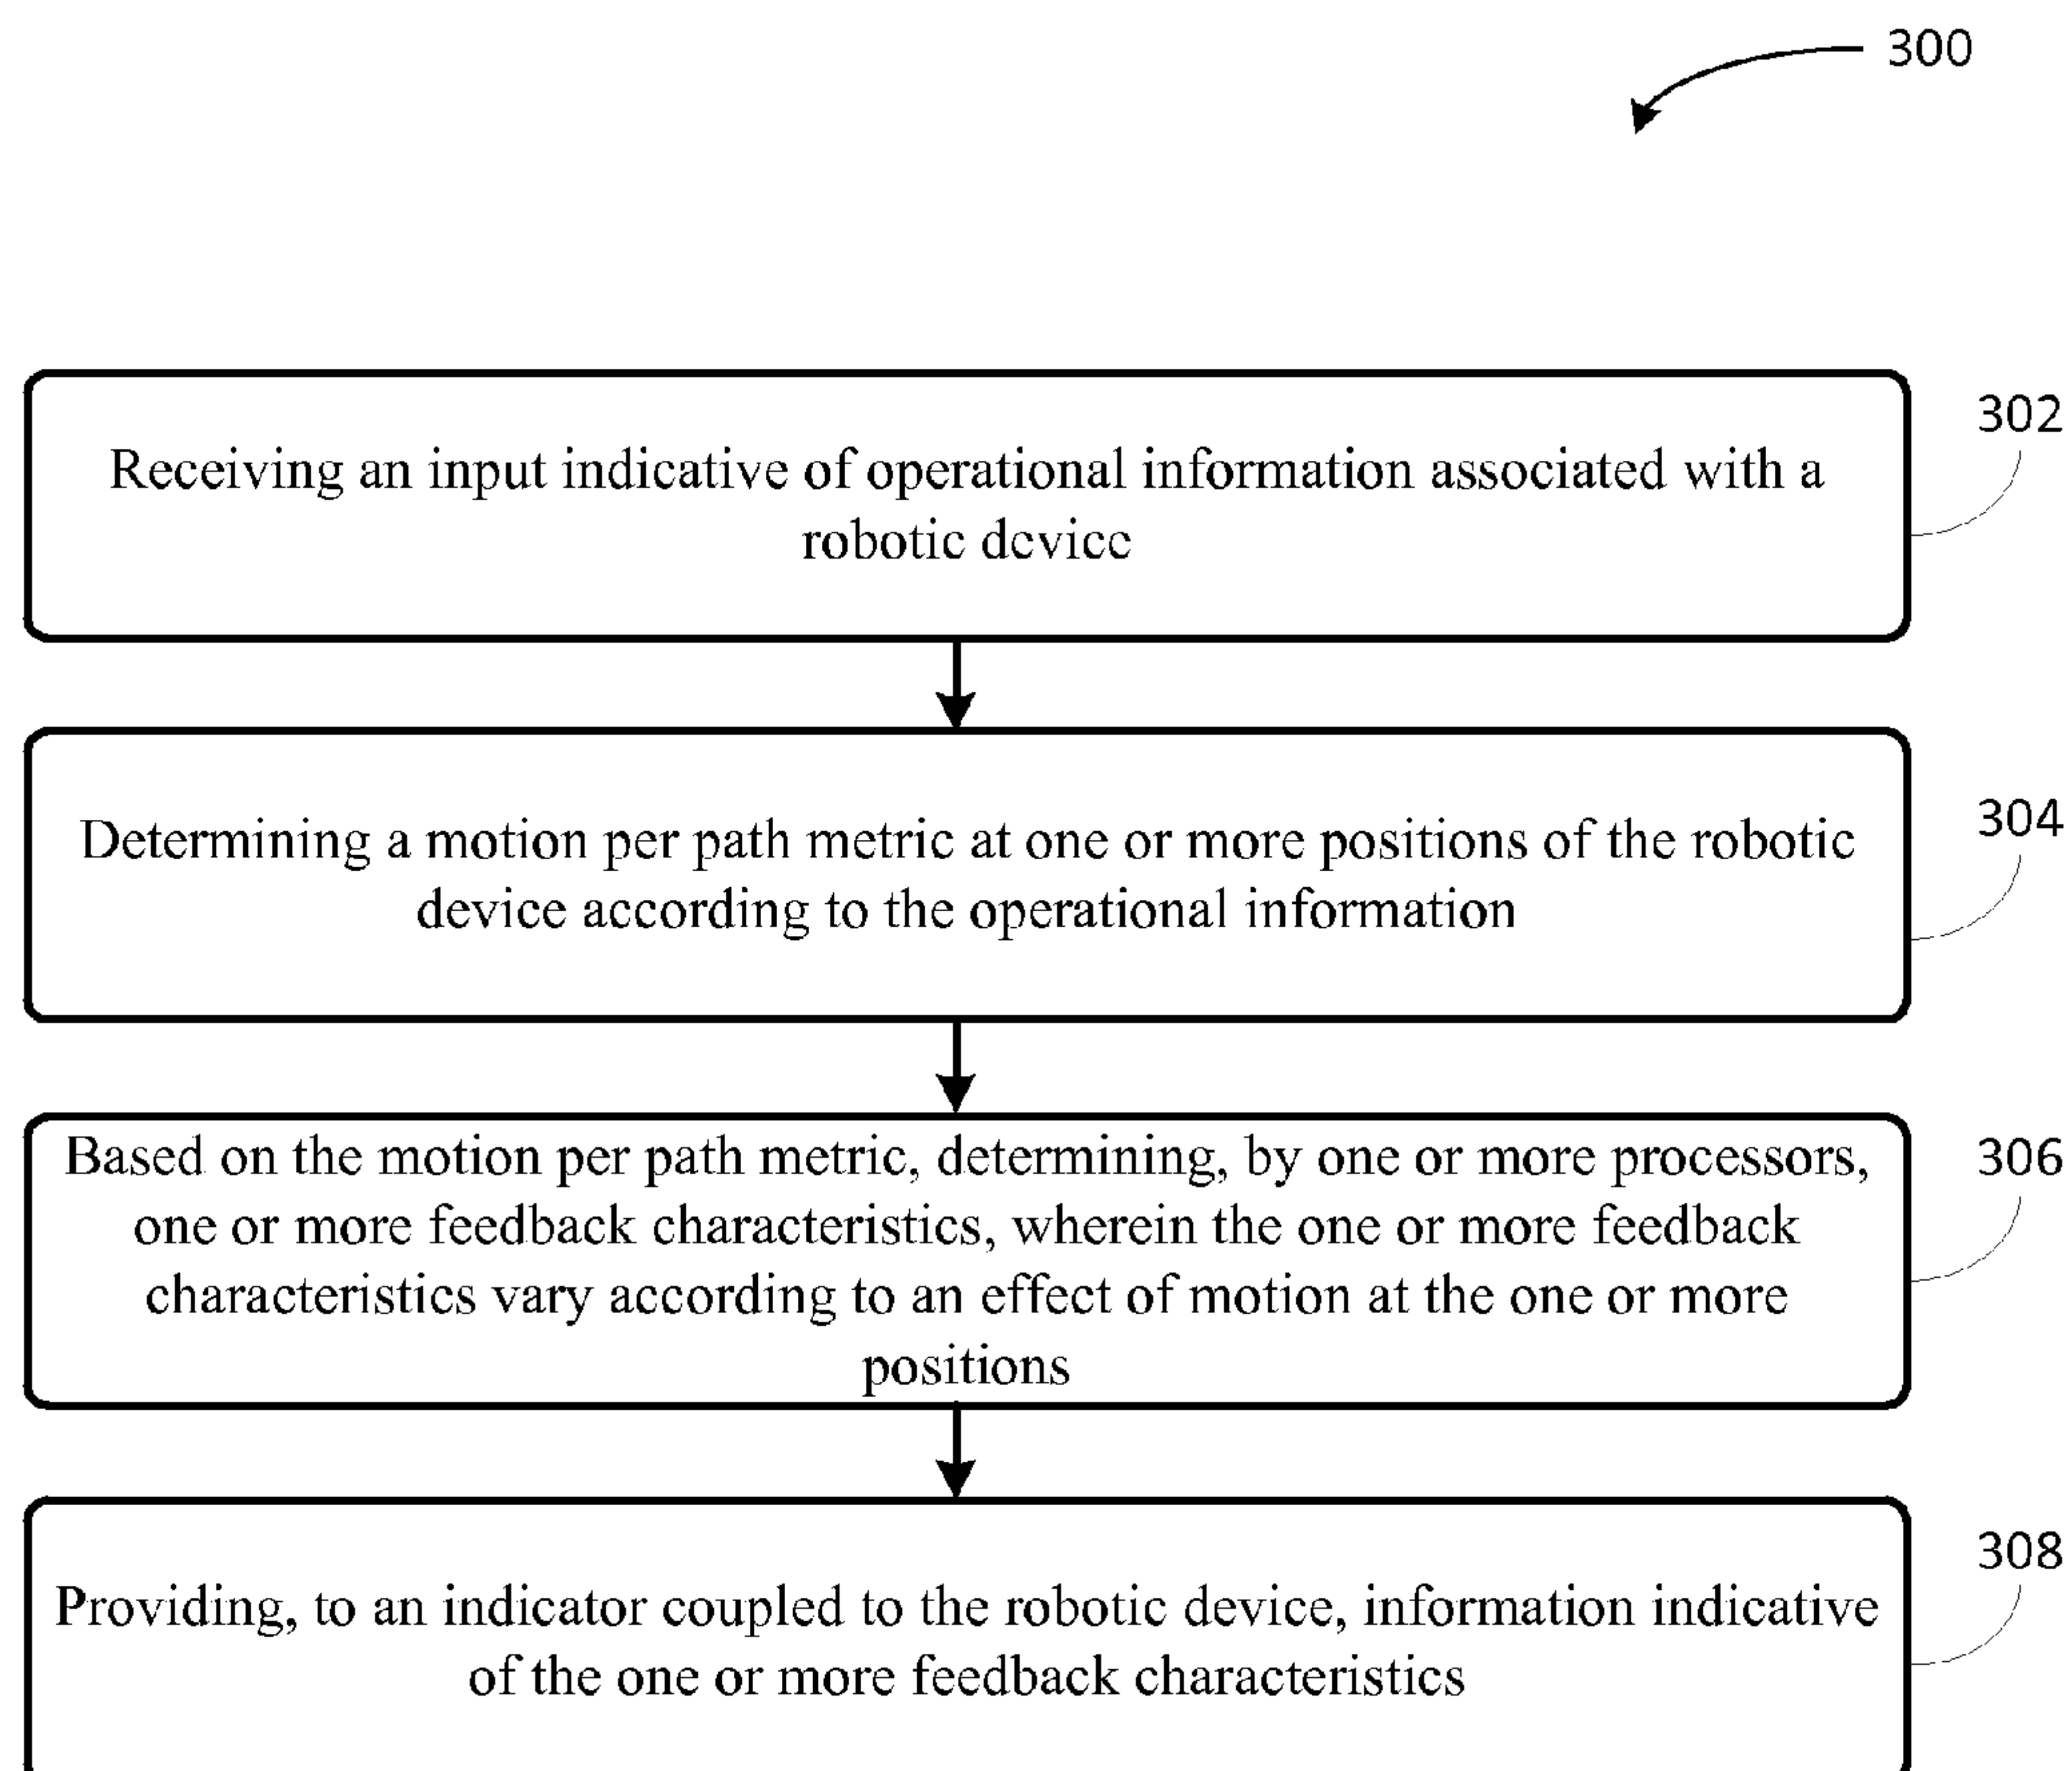 300
Receiving an input indicative of operational information associated with a
robotic device
302
Determining a motion per path metric at one or more positions of the robotic
device according to the operational information
304
Based on the motion per path metric, determining, by one or more processors,
one or more feedback characteristics, wherein the one or more feedback
characteristics vary according to an effect of motion at the one or more
positions
306
Providing, to an indicator coupled to the robotic device, information indicative
of the one or more feedback characteristics
308